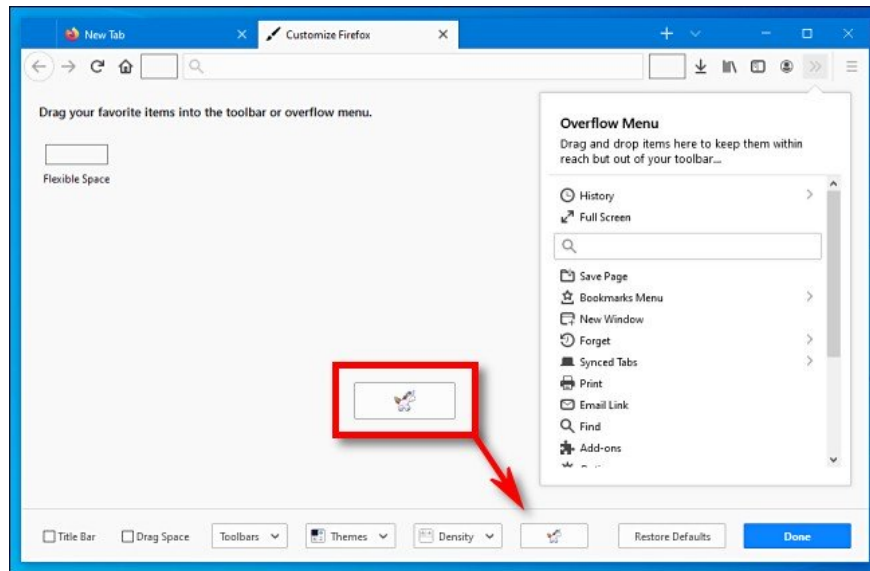 New Tab
Customize Firefox
Drag your favorite items into the toolbar or overflow menu.
Flexible Space
Overflow Menu
Drag and drop items here to keep them within
reach but out of your toolbar...
History
Full Screen
Save Page
Bookmarks Menu
New Window
Forget
Synced Tabs
Print
Email Link
Find
Add-ons
Title Bar
Drag Space
Toolbars
Themes
Density
Restore Defaults
Done